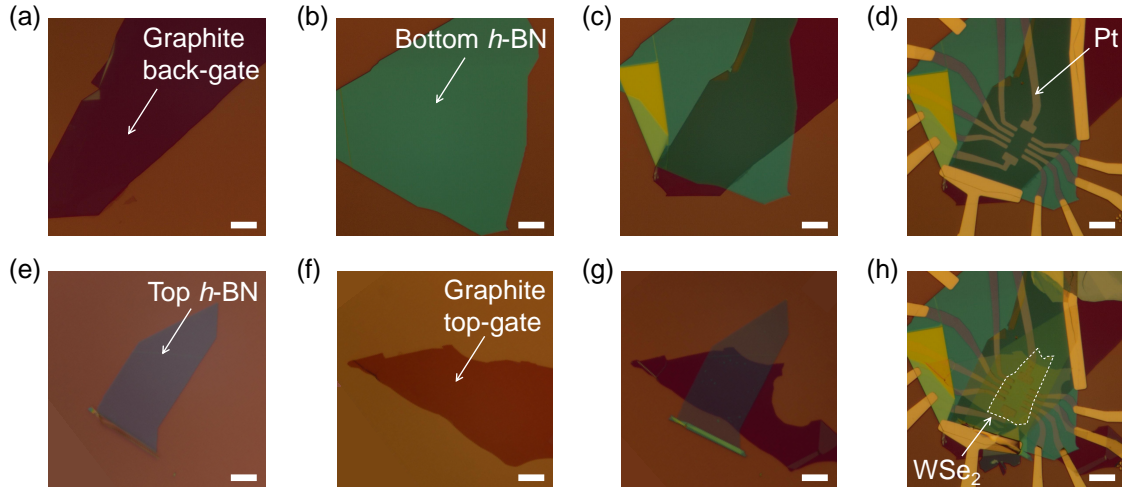 (a)
Graphite
back-gate
(b)
Bottom h-BN
(c)
(d)
Pt
(e)
Top h-BN
(f)
Graphite
top-gate
(g)
(h)
WSe₂